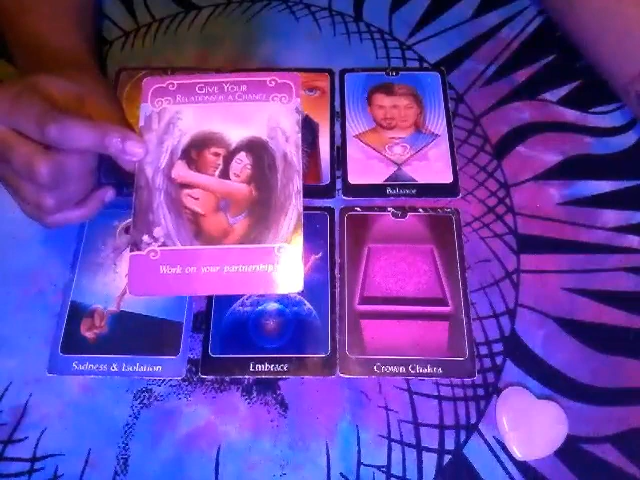 Give Your
Relationship a Chance
Work on your partnership
Balance
Sadness & Isolation
Embrace
Crown Chakra